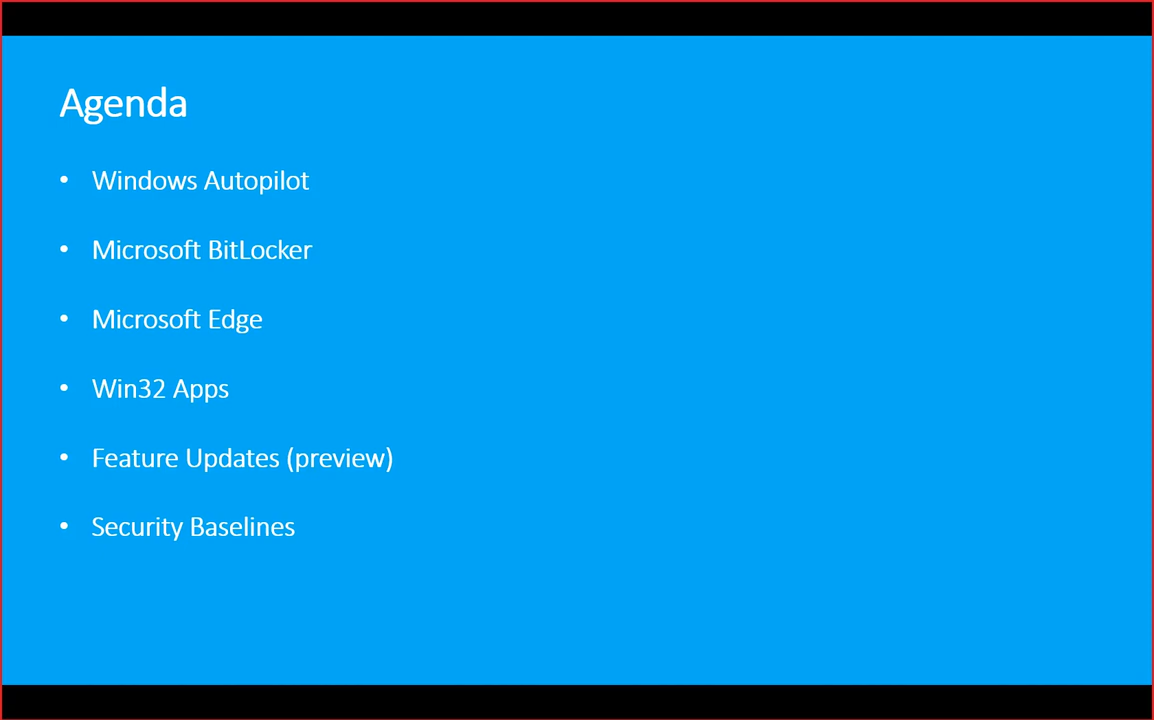 Agenda
• Windows Autopilot
• Microsoft BitLocker
• Microsoft Edge
• Win32 Apps
• Feature Updates (preview)
• Security Baselines